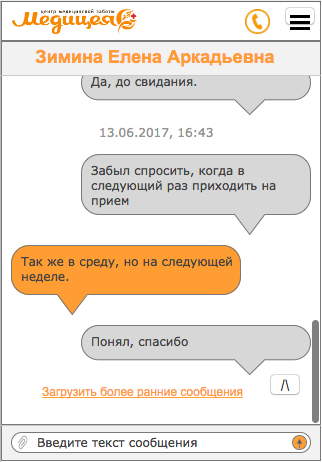 центр медицинской заботы
Медицея
Зимина Елена Аркадьевна
Да, до свидания.
13.06.2017, 16:43
Забыл спросить, когда в
следующий раз приходить на
прием
Так же в среду, но на следующей
неделе.
Понял, спасибо
Загрузить более ранние сообщения
/\
Введите текст сообщения